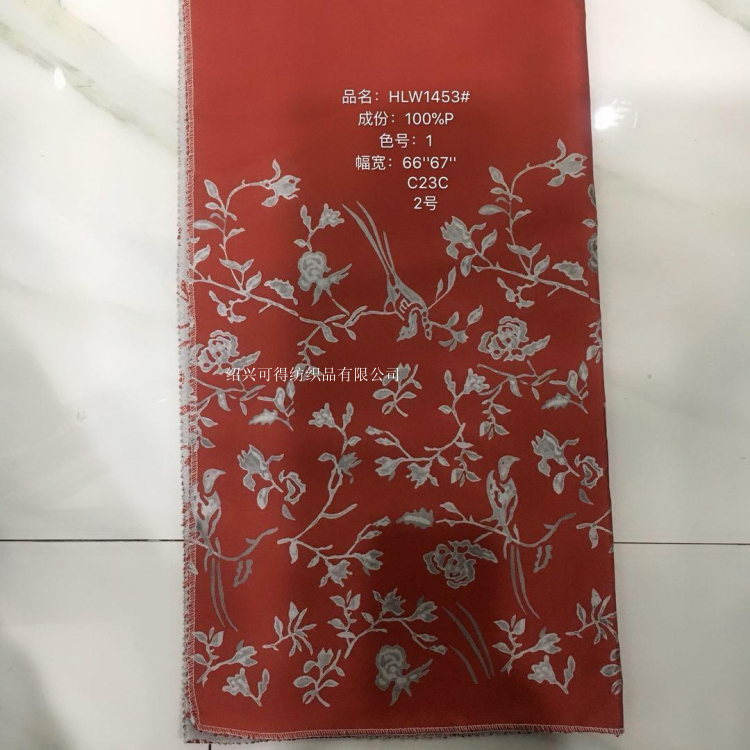 品名：HLW1453#
成份：100%P
色号：1
幅宽：66''67''
C23C
2号
绍兴可得纺织品有限公司